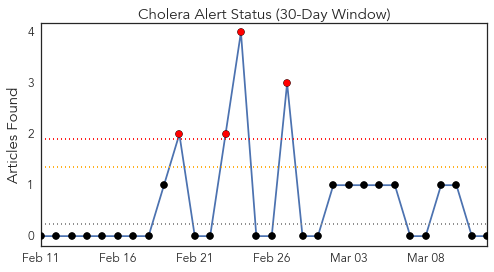 Cholera Alert Status (30-Day Window)
Articles Found
4
3
2
1
0
Feb 11 Feb 16 Feb 21 Feb 26 Mar 03 Mar 08